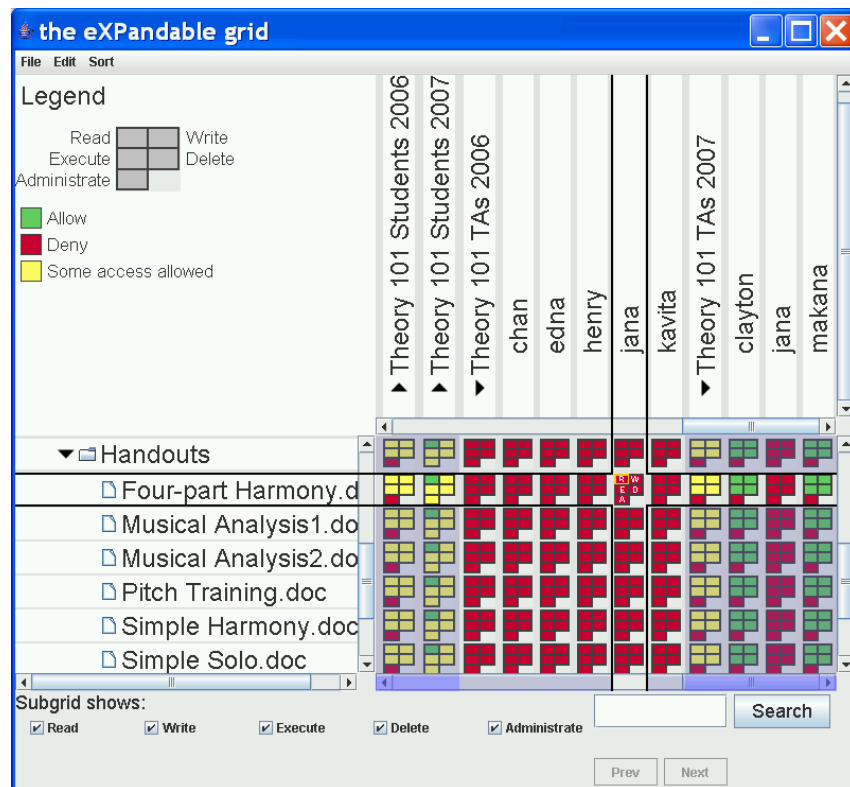 the eXPandable grid
File Edit Sort
Legend
Read Write
Execute Delete
Administrate
Allow
Deny
Some access allowed
Theory 101 Students 2006
Theory 101 Students 2007
Theory 101 TAs 2006
chan
edna
henry
jana
kavita
Theory 101 TAs 2007
clayton
jana
makana
Handouts
Four-part Harmony.d
R W
E D
A
Musical Analysis1.do
Musical Analysis2.do
Pitch Training.doc
Simple Harmony.doc
Simple Solo.doc
Subgrid shows:
Read Write Execute Delete Administrate
Search
Prev Next